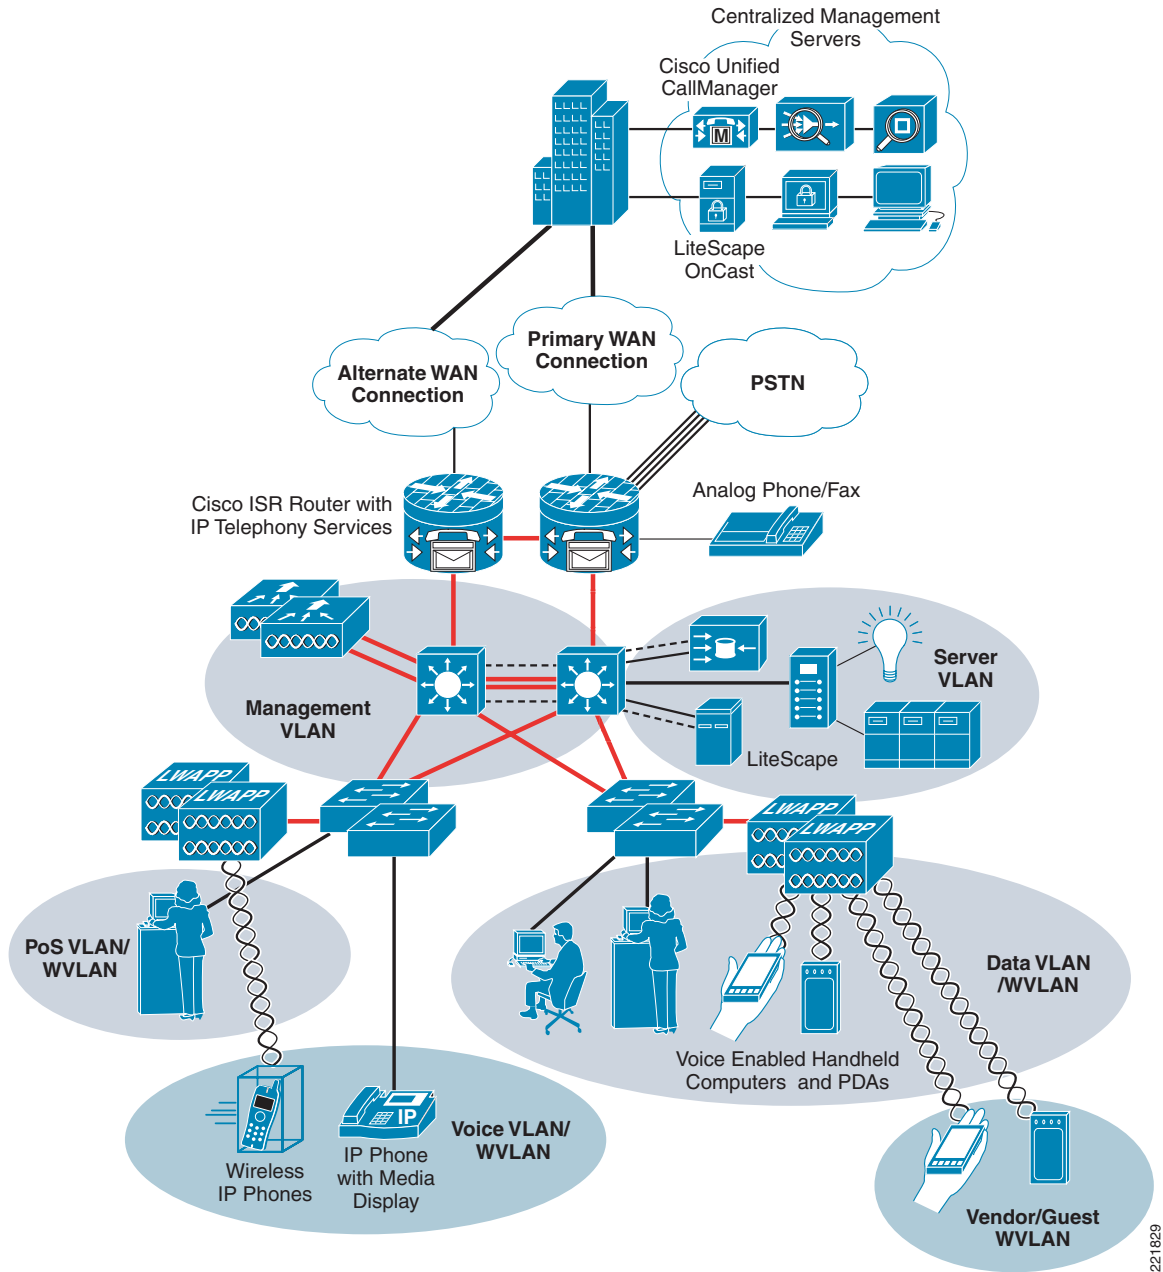 Centralized Management
Servers
Cisco Unified
CallManager
M
LiteScape
OnCast
Primary WAN
Connection
Alternate WAN
Connection
PSTN
Cisco ISR Router with
IP Telephony Services
Analog Phone/Fax
Server
VLAN
Management
VLAN
LiteScape
LWAPP
LWAPP
LWAPP
LWAPP
PoS VLAN/
WVLAN
Data VLAN
/WVLAN
Voice Enabled Handheld
Computers and PDAs
IP
Voice VLAN/
WVLAN
Wireless
IP Phones
IP Phone
with Media
Display
Vendor/Guest
WVLAN
221829